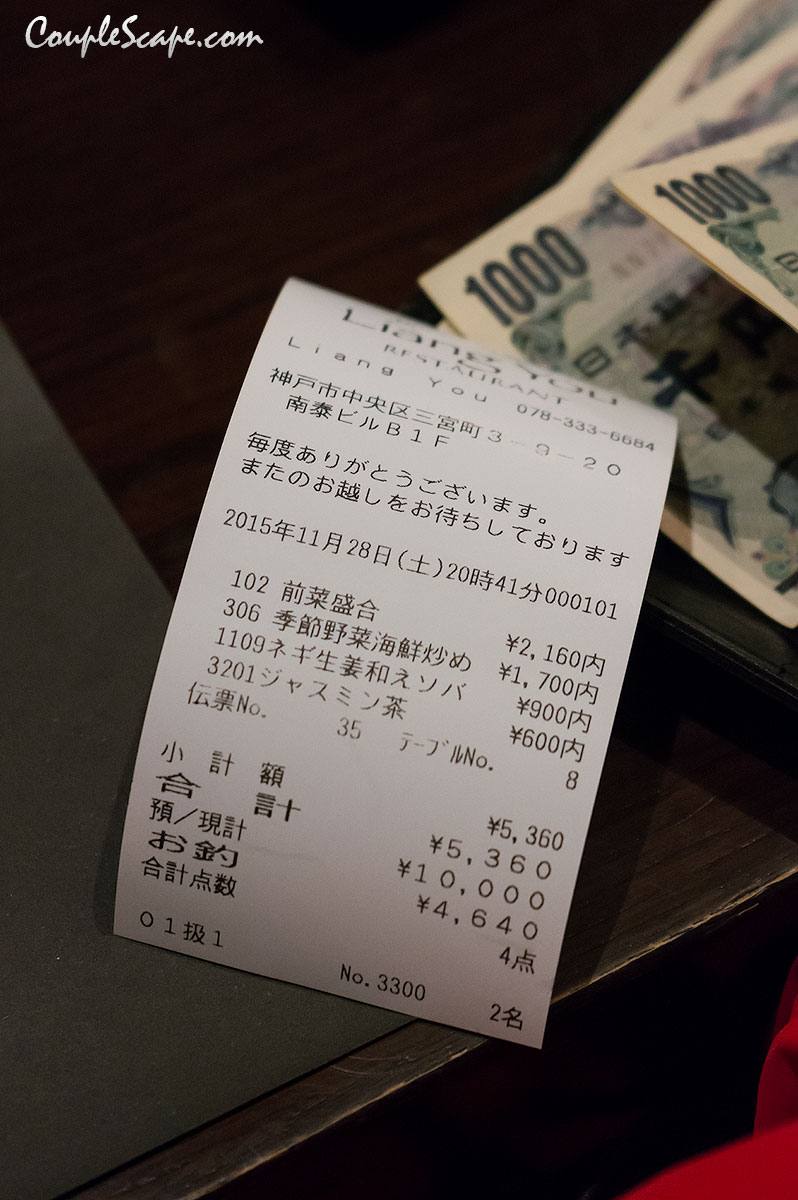 CoupleScape.com
1000
1000
日
日本銀
千
Liang You
RESTAURANT
Liang You 078-333-6684
神戸市中央区三宮町3-9-20
南泰ビルB1F
毎度ありがとうございます。
またのお越しをお待ちしております
2015年11月28日(土)20時41分000101
102 前菜盛合 ¥2,160内
306 季節野菜海鮮炒め ¥1,700内
1109ネギ生姜和えソバ ¥900内
3201ジャスミン茶 ¥600内
伝票No. 35 テーブルNo. 8
小計額 ¥5,360
合計 ¥5,360
預/現計 ¥10,000
お釣 ¥4,640
合計点数 4点
01扱1 No.3300 2名